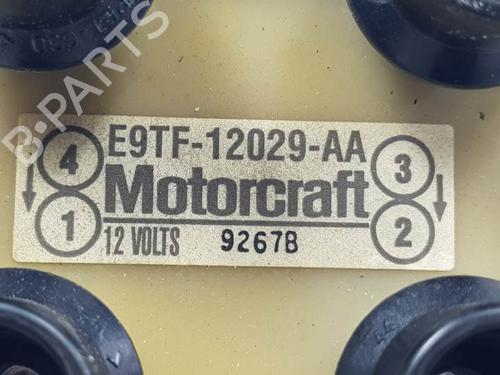 E9TF-12029-AA
4 Motorcraft 3
1 12 VOLTS 9267B 2
B-PARTS